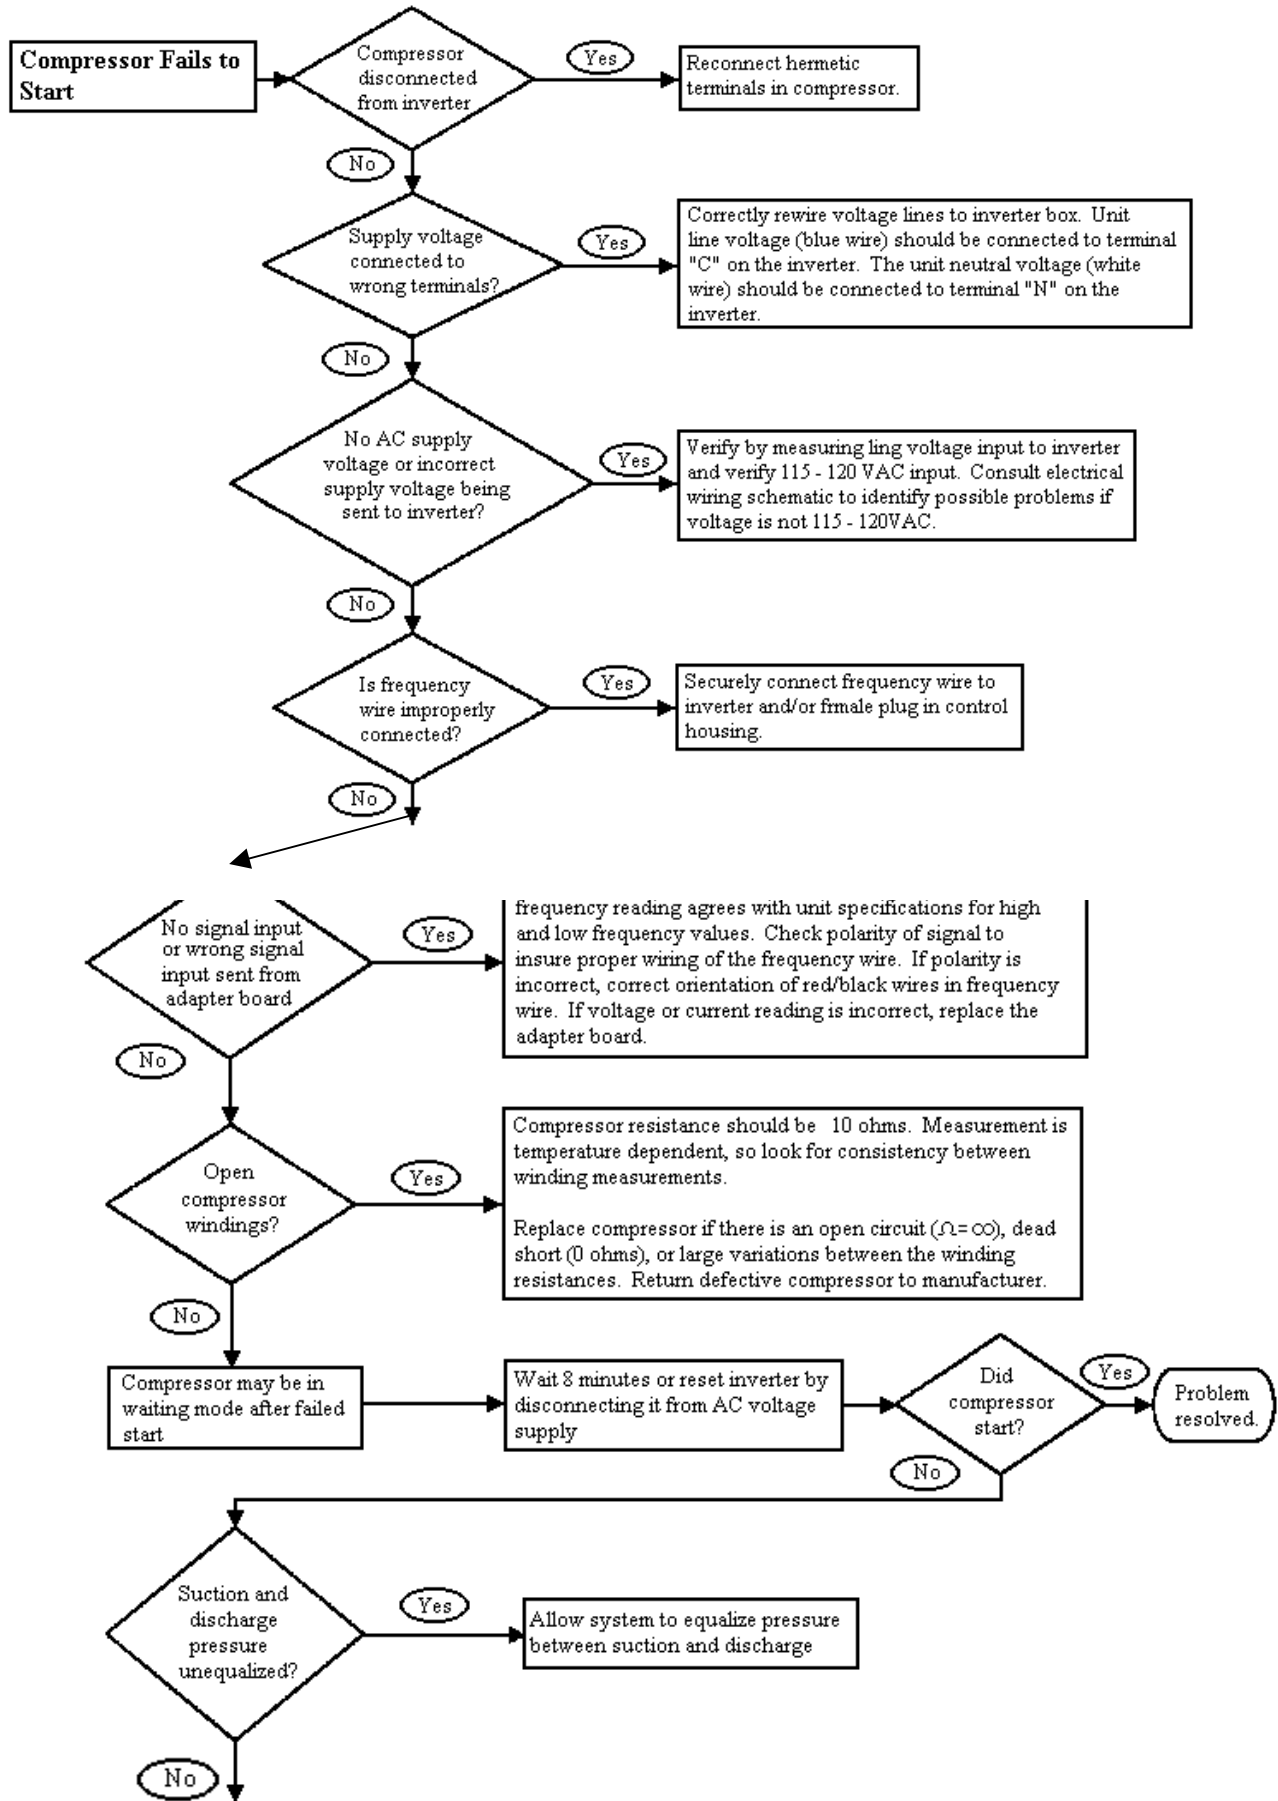 Compressor Fails to
Start
Compressor
disconnected
from inverter
Yes
Reconnect hermetic
terminals in compressor.
No
Supply voltage
connected to
wrong terminals?
Yes
Correctly rewire voltage lines to inverter box. Unit
line voltage (blue wire) should be connected to terminal
"C" on the inverter. The unit neutral voltage (white
wire) should be connected to terminal "N" on the
inverter.
No
No AC supply
voltage or incorrect
supply voltage being
sent to inverter?
Yes
Verify by measuring ling voltage input to inverter
and verify 115 - 120 VAC input. Consult electrical
wiring schematic to identify possible problems if
voltage is not 115 - 120VAC.
No
Is frequency
wire improperly
connected?
Yes
Securely connect frequency wire to
inverter and/or frmale plug in control
housing.
No
No signal input
or wrong signal
input sent from
adapter board
Yes
frequency reading agrees with unit specifications for high
and low frequency values. Check polarity of signal to
insure proper wiring of the frequency wire. If polarity is
incorrect, correct orientation of red/black wires in frequency
wire. If voltage or current reading is incorrect, replace the
adapter board.
No
Open
compressor
windings?
Yes
Compressor resistance should be 10 ohms. Measurement is
temperature dependent, so look for consistency between
winding measurements.
Replace compressor if there is an open circuit (Ω=∞), dead
short (0 ohms), or large variations between the winding
resistances. Return defective compressor to manufacturer.
No
Compressor may be in
waiting mode after failed
start
Wait 8 minutes or reset inverter by
disconnecting it from AC voltage
supply
Did
compressor
start?
Yes
Problem
resolved.
No
Suction and
discharge
pressure
unequalized?
Yes
Allow system to equalize pressure
between suction and discharge
No